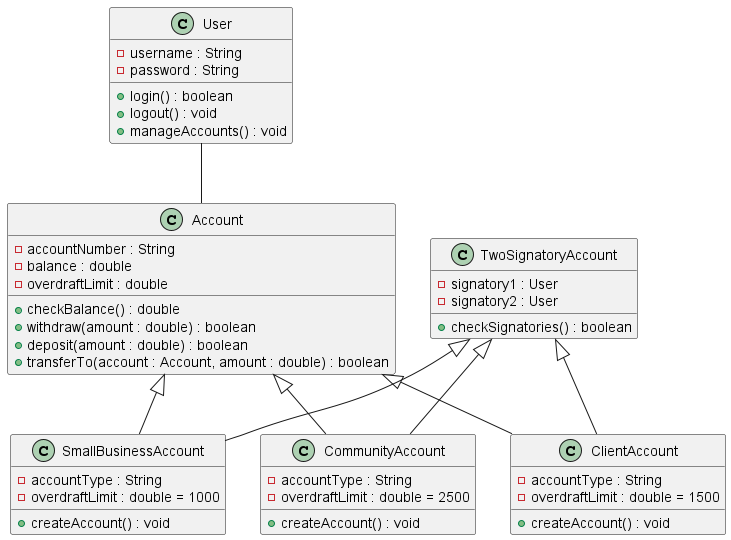 C User
username : String
password : String
login() : boolean
logout() : void
manageAccounts() : void
C Account
accountNumber : String
balance : double
overdraftLimit : double
checkBalance() : double
withdraw(amount : double) : boolean
deposit(amount : double) : boolean
transferTo(account : Account, amount : double) : boolean
C TwoSignatoryAccount
signatory1 : User
signatory2 : User
checkSignatories() : boolean
C SmallBusinessAccount
accountType : String
overdraftLimit : double = 1000
createAccount() : void
C CommunityAccount
accountType : String
overdraftLimit : double = 2500
createAccount() : void
C ClientAccount
accountType : String
overdraftLimit : double = 1500
createAccount() : void